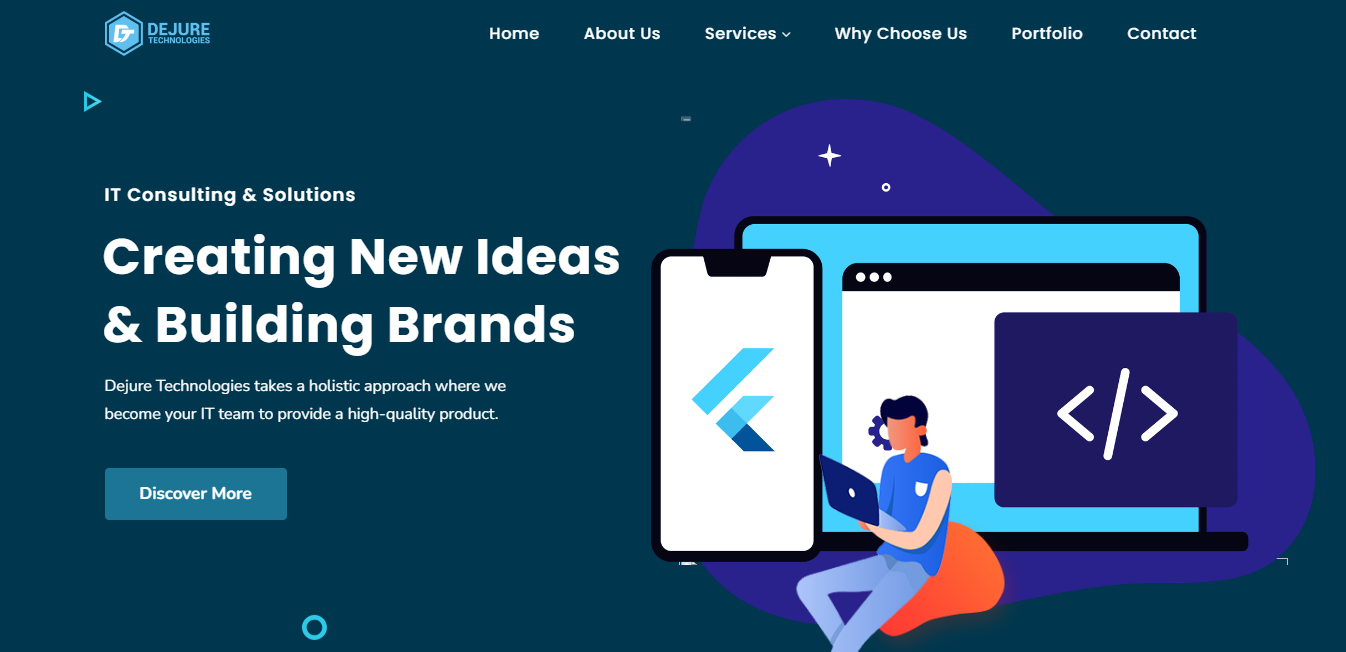 DEJURE
TECHNOLOGIES
Home About Us Services Why Choose Us Portfolio Contact
IT Consulting & Solutions
Creating New Ideas
& Building Brands
Dejure Technologies takes a holistic approach where we
become your IT team to provide a high-quality product.
Discover More